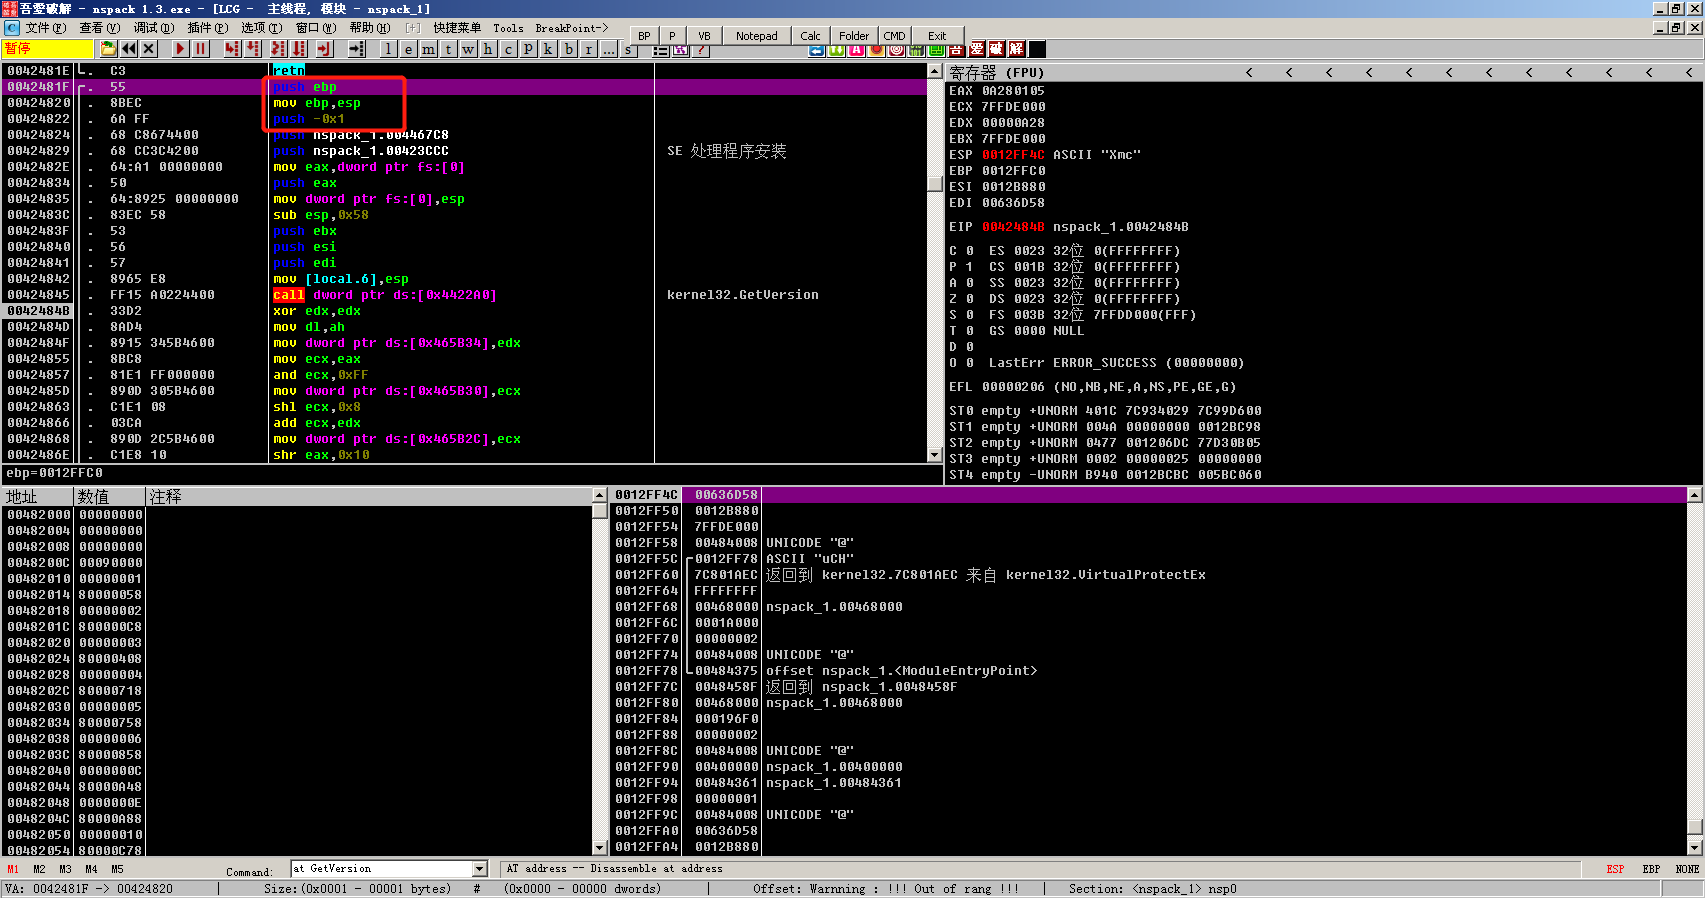 吾愛破解 - nspack 1.3.exe - [LCG - 主线程, 模块 - nspack_1]
文件(F) 查看(V) 调试(D) 插件(P) 选项(T) 窗口(W) 帮助(H) [+] 快捷菜单 Tools BreakPoint->
BP P VB Notepad Calc Folder CMD Exit
暂停 l e m t w h c p k b r ... s
吾 愛 破 解
0042481E . C3 retn
0042481F . 55 push ebp
00424820 . 8BEC mov ebp,esp
00424822 . 6A FF push -0x1
00424824 . 68 C8674400 push nspack_1.004467C8
00424829 . 68 CC3C4200 push nspack_1.00423CCC SE 处理程序安装
0042482E . 64:A1 00000000 mov eax,dword ptr fs:[0]
00424834 . 50 push eax
00424835 . 64:8925 00000000 mov dword ptr fs:[0],esp
0042483C . 83EC 58 sub esp,0x58
0042483F . 53 push ebx
00424840 . 56 push esi
00424841 . 57 push edi
00424842 . 8965 E8 mov [local.6],esp
00424845 . FF15 A0224400 call dword ptr ds:[0x4422A0] kernel32.GetVersion
0042484B . 33D2 xor edx,edx
0042484D . 8AD4 mov dl,ah
0042484F . 8915 345B4600 mov dword ptr ds:[0x465B34],edx
00424855 . 8BC8 mov ecx,eax
00424857 . 81E1 FF000000 and ecx,0xFF
0042485D . 890D 305B4600 mov dword ptr ds:[0x465B30],ecx
00424863 . C1E1 08 shl ecx,0x8
00424866 . 03CA add ecx,edx
00424868 . 890D 2C5B4600 mov dword ptr ds:[0x465B2C],ecx
0042486E . C1E8 10 shr eax,0x10
ebp=0012FFC0
寄存器 (FPU) < < < < < < < < < < < <
EAX 0A280105
ECX 7FFDE000
EDX 00000A28
EBX 7FFDE000
ESP 0012FF4C ASCII "Xmc"
EBP 0012FFC0
ESI 0012B880
EDI 00636D58
EIP 0042484B nspack_1.0042484B
C 0 ES 0023 32位 0(FFFFFFFF)
P 1 CS 001B 32位 0(FFFFFFFF)
A 0 SS 0023 32位 0(FFFFFFFF)
Z 0 DS 0023 32位 0(FFFFFFFF)
S 0 FS 003B 32位 7FFDD000(FFF)
T 0 GS 0000 NULL
D 0
O 0 LastErr ERROR_SUCCESS (00000000)
EFL 00000206 (NO,NB,NE,A,NS,PE,GE,G)
ST0 empty +UNORM 401C 7C934029 7C99D600
ST1 empty +UNORM 004A 00000000 0012BC98
ST2 empty +UNORM 0477 001206DC 77D30B05
ST3 empty +UNORM 0002 00000025 00000000
ST4 empty -UNORM B940 0012BCBC 005BC060
地址 数值 注释
00482000 00000000
00482004 00000000
00482008 00000000
0048200C 00090000
00482010 00000001
00482014 80000058
00482018 00000002
0048201C 800000C8
00482020 00000003
00482024 80000408
00482028 00000004
0048202C 80000718
00482030 00000005
00482034 80000758
00482038 00000006
0048203C 80000858
00482040 0000000C
00482044 80000A48
00482048 0000000E
0048204C 80000A88
00482050 00000010
00482054 80000C78
0012FF4C 00636D58
0012FF50 0012B880
0012FF54 7FFDE000
0012FF58 00484008 UNICODE "@"
0012FF5C 0012FF78 ASCII "uCH"
0012FF60 7C801AEC 返回到 kernel32.7C801AEC 来自 kernel32.VirtualProtectEx
0012FF64 FFFFFFFF
0012FF68 00468000 nspack_1.00468000
0012FF6C 0001A000
0012FF70 00000002
0012FF74 00484008 UNICODE "@"
0012FF78 00484375 offset nspack_1.<ModuleEntryPoint>
0012FF7C 0048458F 返回到 nspack_1.0048458F
0012FF80 00468000 nspack_1.00468000
0012FF84 000196F0
0012FF88 00000002
0012FF8C 00484008 UNICODE "@"
0012FF90 00400000 nspack_1.00400000
0012FF94 00484361 nspack_1.00484361
0012FF98 00000001
0012FF9C 00484008 UNICODE "@"
0012FFA0 00636D58
0012FFA4 0012B880
M1 M2 M3 M4 M5 Command: at GetVersion AT address -- Disassemble at address ESP EBP NONE
VA: 0042481F -> 00424820 Size:(0x0001 - 00001 bytes) # (0x0000 - 00000 dwords) Offset: Warnning : !!! Out of rang !!! Section: <nspack_1> nsp0